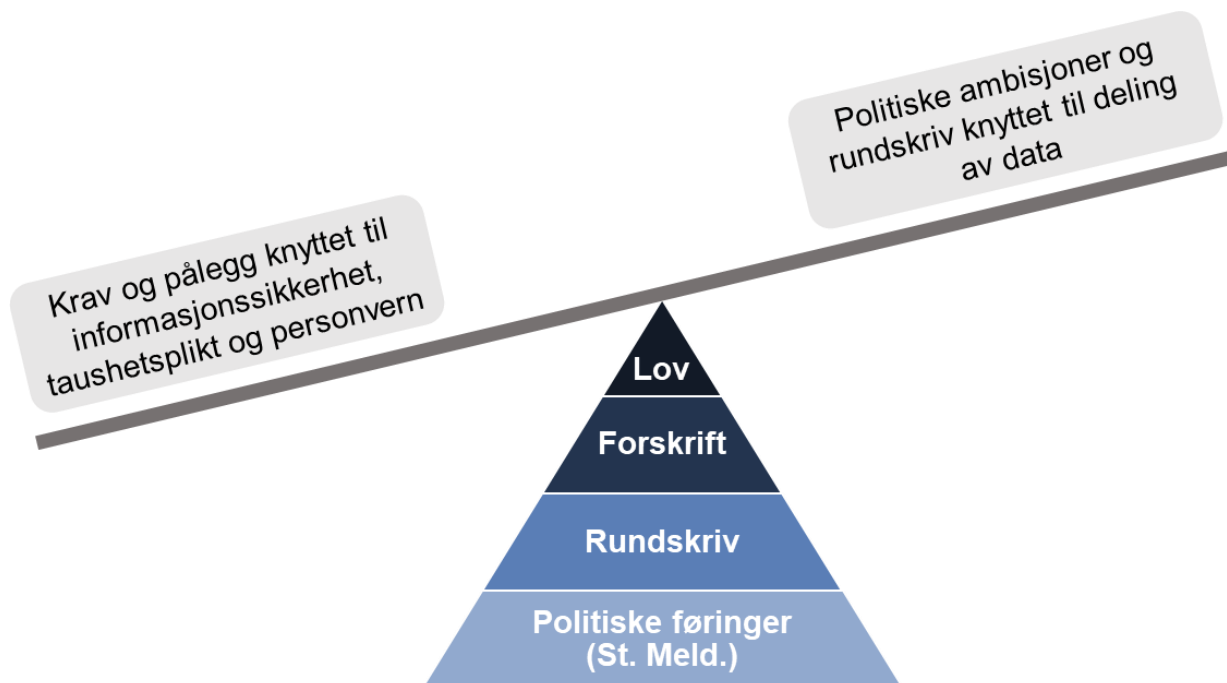 Politiske ambisjoner og
rundskriv knyttet til deling
av data
Krav og pålegg knyttet til
informasjonssikkerhet,
taushetsplikt og personvern
Lov
Forskrift
Rundskriv
Politiske føringer
(St. Meld.)